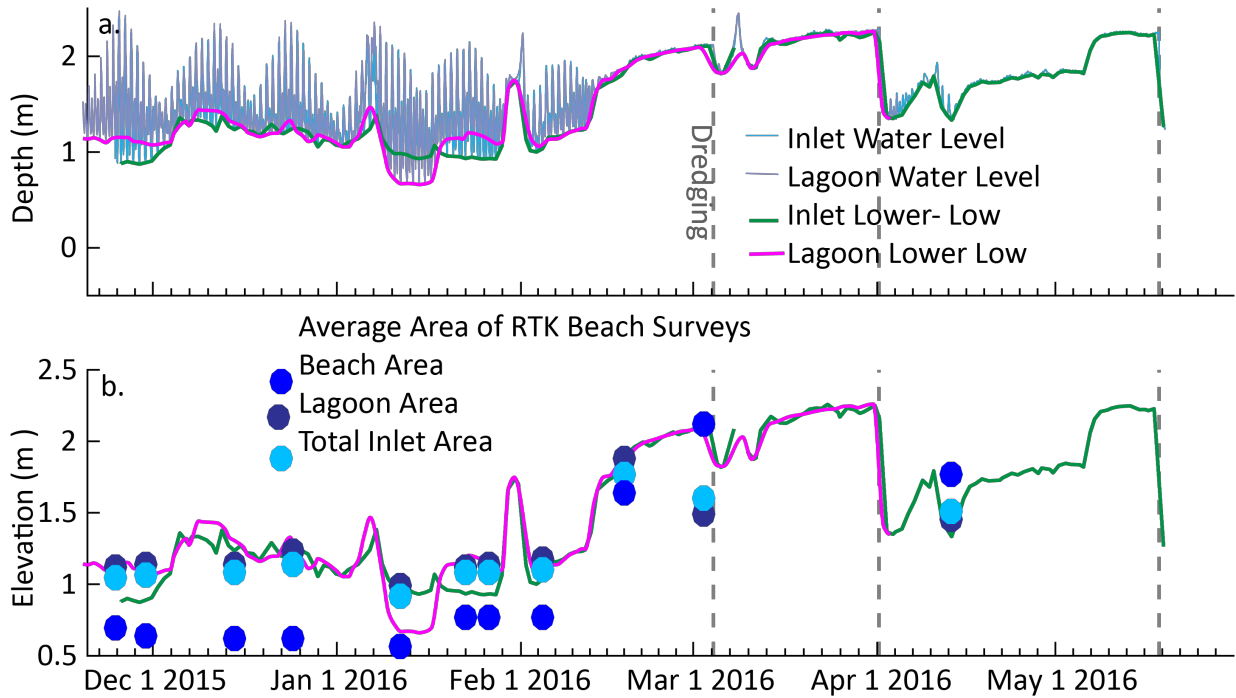 a.
2
1
0
Depth (m)
Dredging
Inlet Water Level
Lagoon Water Level
Inlet Lower- Low
Lagoon Lower Low
Average Area of RTK Beach Surveys
Beach Area
Lagoon Area
Total Inlet Area
b.
2.5
2
1.5
1
0.5
Elevation (m )
Dec 1 2015
Jan 1 2016
Feb 1 2016
Mar 1 2016
Apr 1 2016
May 1 2016